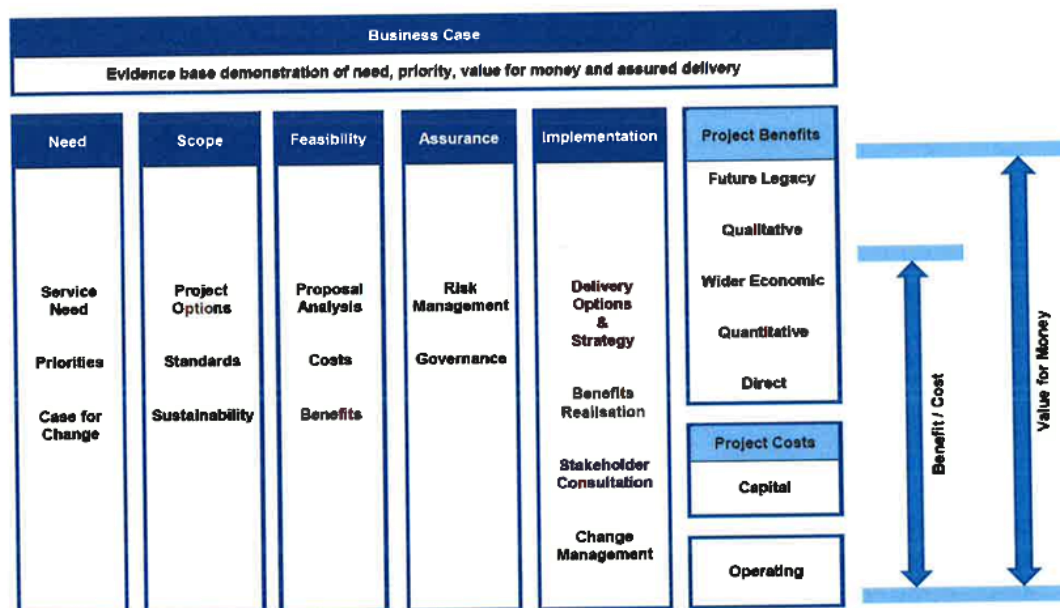 Business Case
Evidence base demonstration of need, priority, value for money and assured delivery
Need
Service
Need
Priorities
Case for
Change
Scope
Project
Options
Standards
Sustainability
Feasibility
Proposal
Analysis
Costs
Benefits
Assurance
Risk
Management
Governance
Implementation
Delivery
Options
&
Strategy
Benefits
Realisation
Stakeholder
Consultation
Change
Management
Project Benefits
Future Legacy
Qualitative
Wider Economic
Quantitative
Direct
Project Costs
Capital
Operating
Benefit / Cost
Value for Money